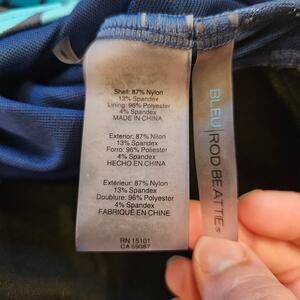 Shell: 87% Nylon
13% Spandex
Lining: 96% Polyester
4% Spandex
MADE IN CHINA
Exterior: 87% Nilon
13% Spandex
Forro: 96% Polyester
4% Spandex
HECHO EN CHINA
Extérieur: 87% Nylon
13% Spandex
Doublure: 96% Polyester
4% Spandex
FABRIQUÉ EN CHINE
RN 15101
CA 59087
BLEU | ROD BEATTIE®